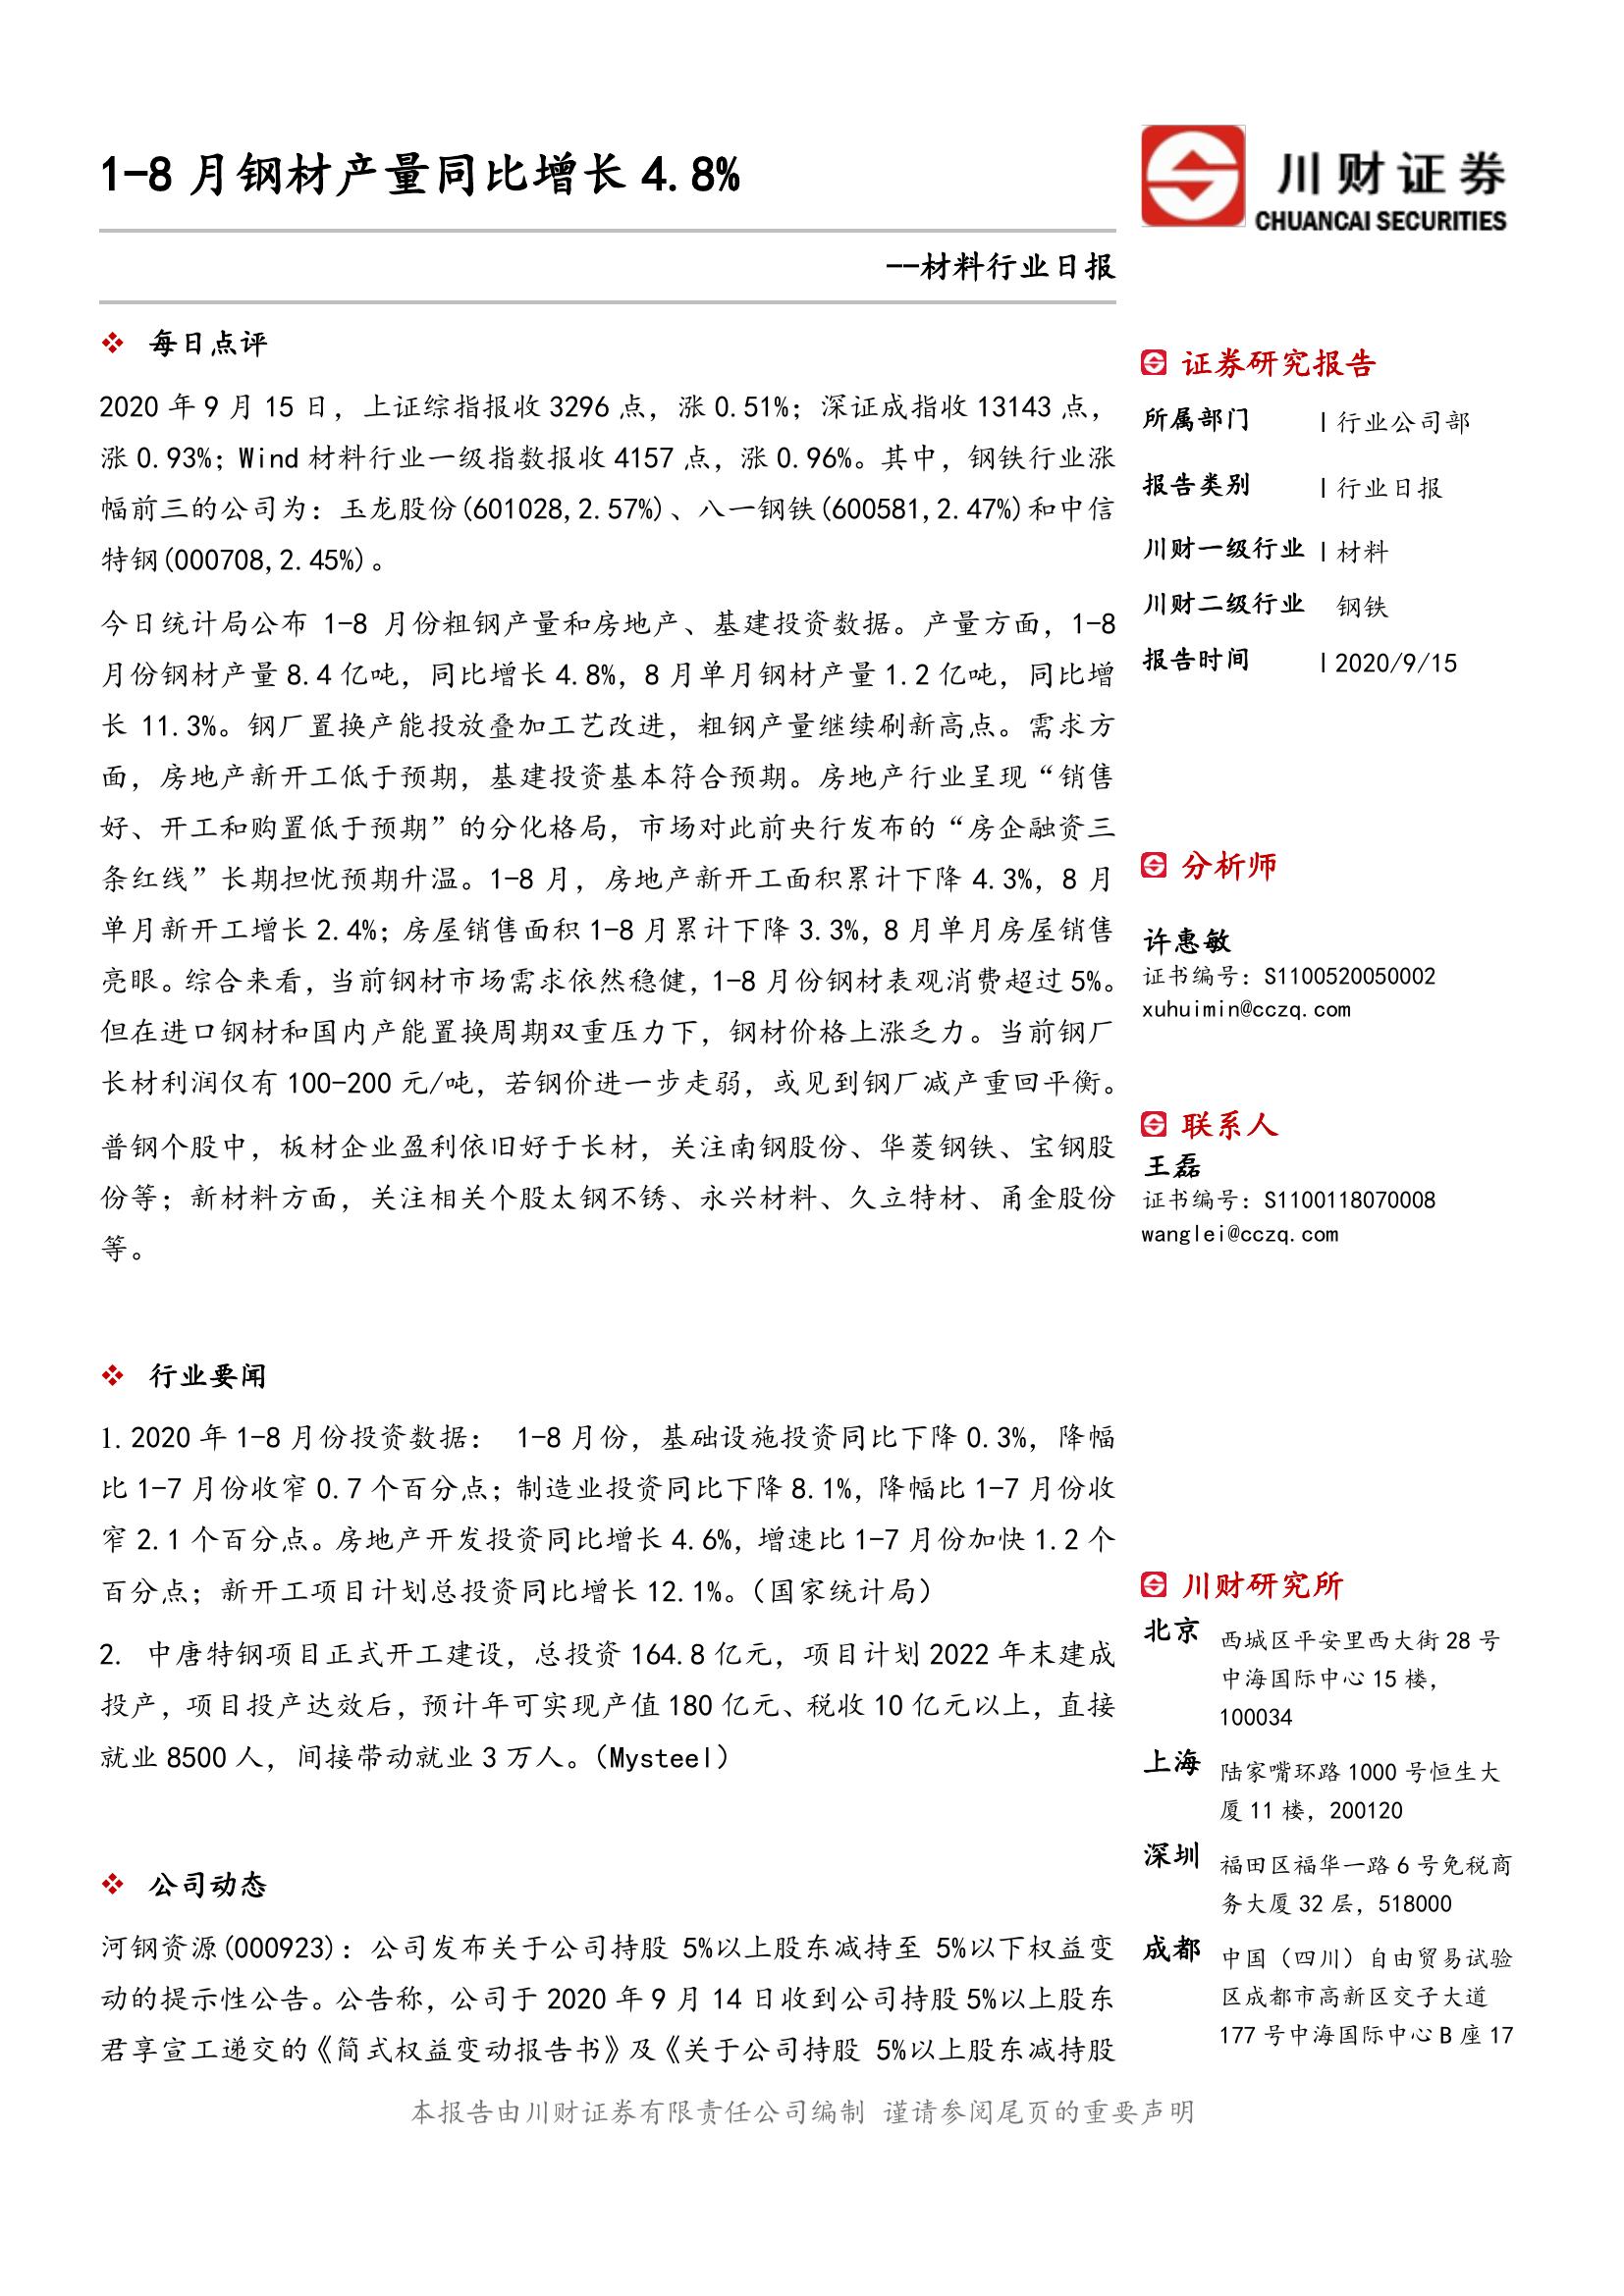 1-8 月钢材产量同比增长 4.8%
--材料行业日报
川财证券
CHUANCAI SECURITIES
❖ 每日点评
2020 年 9 月 15 日，上证综指报收 3296 点，涨 0.51%；深证成指收 13143 点，
涨 0.93%；Wind 材料行业一级指数报收 4157 点，涨 0.96%。其中，钢铁行业涨
幅前三的公司为：玉龙股份(601028,2.57%)、八一钢铁(600581,2.47%)和中信
特钢(000708,2.45%)。
今日统计局公布 1-8 月份粗钢产量和房地产、基建投资数据。产量方面，1-8
月份钢材产量 8.4 亿吨，同比增长 4.8%，8 月单月钢材产量 1.2 亿吨，同比增
长 11.3%。钢厂置换产能投放叠加工艺改进，粗钢产量继续刷新高点。需求方
面，房地产新开工低于预期，基建投资基本符合预期。房地产行业呈现“销售
好、开工和购置低于预期”的分化格局，市场对此前央行发布的“房企融资三
条红线”长期担忧预期升温。1-8 月，房地产新开工面积累计下降 4.3%，8 月
单月新开工增长 2.4%；房屋销售面积 1-8 月累计下降 3.3%，8 月单月房屋销售
亮眼。综合来看，当前钢材市场需求依然稳健，1-8 月份钢材表观消费超过 5%。
但在进口钢材和国内产能置换周期双重压力下，钢材价格上涨乏力。当前钢厂
长材利润仅有 100-200 元/吨，若钢价进一步走弱，或见到钢厂减产重回平衡。
普钢个股中，板材企业盈利依旧好于长材，关注南钢股份、华菱钢铁、宝钢股
份等；新材料方面，关注相关个股太钢不锈、永兴材料、久立特材、甬金股份
等。
❖ 行业要闻
1. 2020 年 1-8 月份投资数据： 1-8 月份，基础设施投资同比下降 0.3%，降幅
比 1-7 月份收窄 0.7 个百分点；制造业投资同比下降 8.1%，降幅比 1-7 月份收
窄 2.1 个百分点。房地产开发投资同比增长 4.6%，增速比 1-7 月份加快 1.2 个
百分点；新开工项目计划总投资同比增长 12.1%。（国家统计局）
2. 中唐特钢项目正式开工建设，总投资 164.8 亿元，项目计划 2022 年末建成
投产，项目投产达效后，预计年可实现产值 180 亿元、税收 10 亿元以上，直接
就业 8500 人，间接带动就业 3 万人。（Mysteel）
❖ 公司动态
河钢资源(000923)：公司发布关于公司持股 5%以上股东减持至 5%以下权益变
动的提示性公告。公告称，公司于 2020 年 9 月 14 日收到公司持股 5%以上股东
君享宣工递交的《简式权益变动报告书》及《关于公司持股 5%以上股东减持股
证券研究报告
所属部门 | 行业公司部
报告类别 | 行业日报
川财一级行业 | 材料
川财二级行业 钢铁
报告时间 | 2020/9/15
分析师
许惠敏
证书编号：S1100520050002
xuhuimin@cczq.com
联系人
王磊
证书编号：S1100118070008
wanglei@cczq.com
川财研究所
北京 西城区平安里西大街 28 号
中海国际中心 15 楼，
100034
上海 陆家嘴环路 1000 号恒生大
厦 11 楼，200120
深圳 福田区福华一路 6 号免税商
务大厦 32 层，518000
成都 中国（四川）自由贸易试验
区成都市高新区交子大道
177 号中海国际中心 B 座 17
本报告由川财证券有限责任公司编制 谨请参阅尾页的重要声明